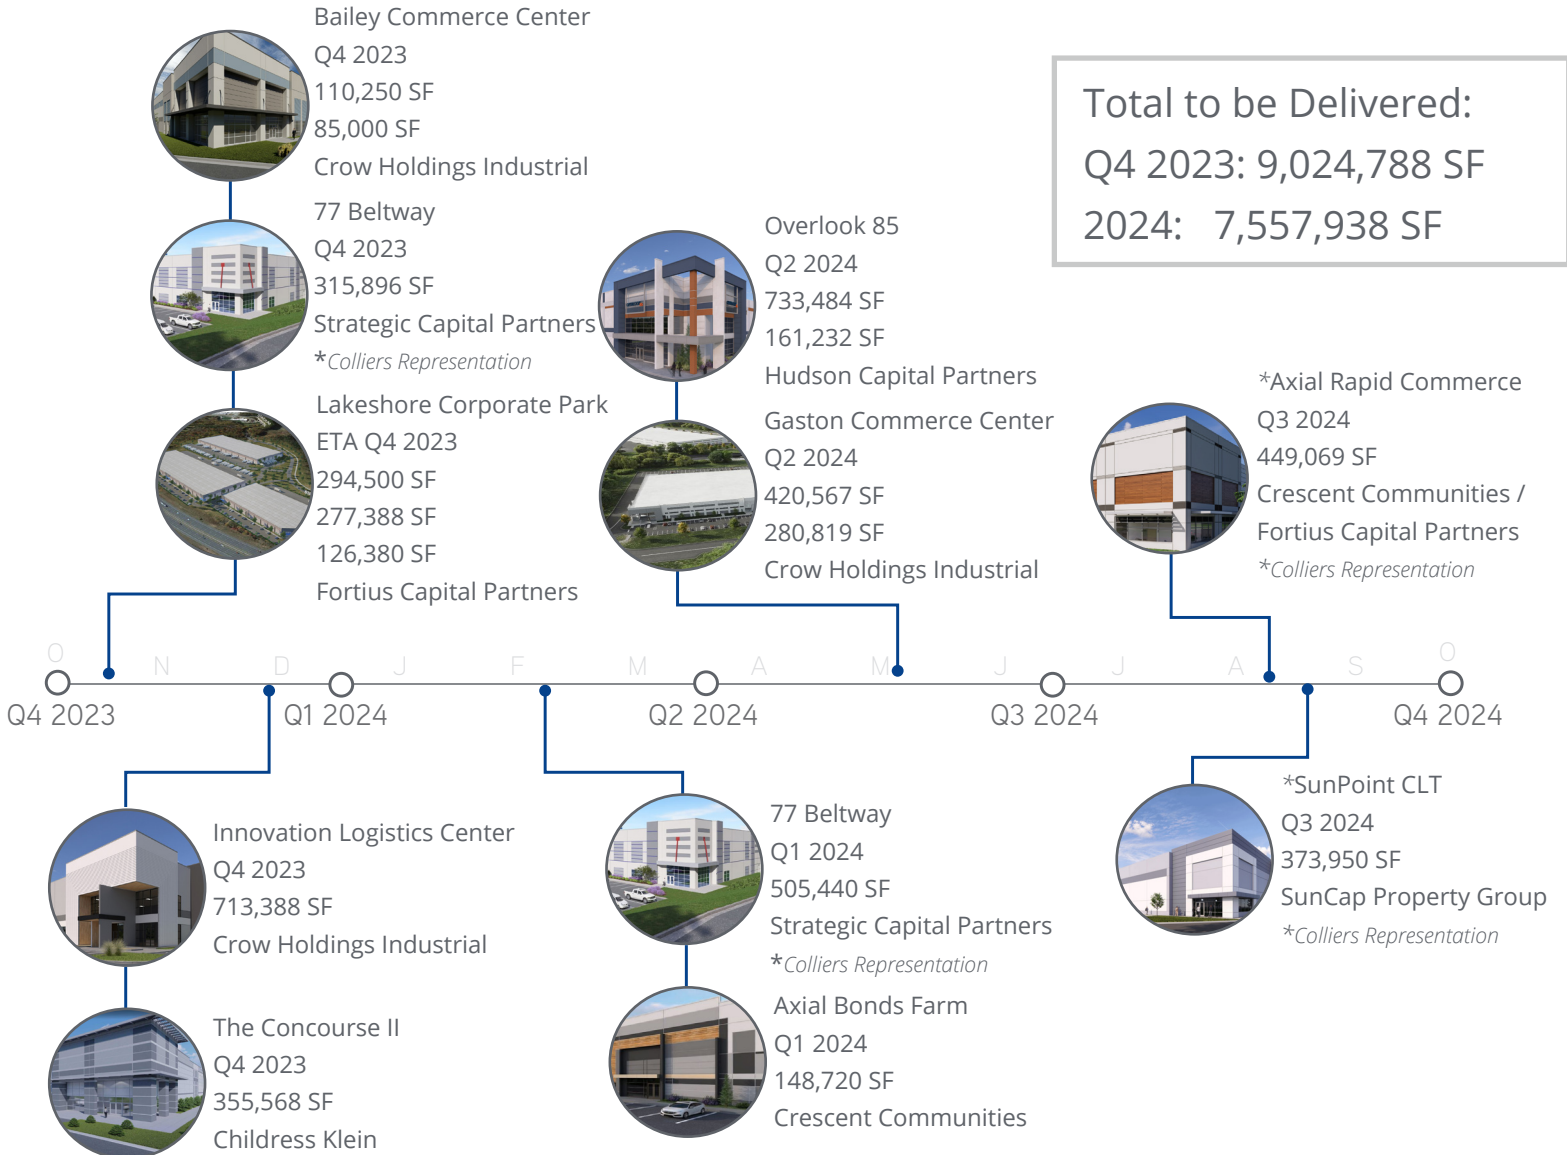 Bailey Commerce Center
Q4 2023
110,250 SF
85,000 SF
Crow Holdings Industrial
77 Beltway
Q4 2023
315,896 SF
Strategic Capital Partners
*Colliers Representation
Lakeshore Corporate Park
ETA Q4 2023
294,500 SF
277,388 SF
126,380 SF
Fortius Capital Partners
Overlook 85
Q2 2024
733,484 SF
161,232 SF
Hudson Capital Partners
Gaston Commerce Center
Q2 2024
420,567 SF
280,819 SF
Crow Holdings Industrial
Total to be Delivered:
Q4 2023: 9,024,788 SF
2024: 7,557,938 SF
*Axial Rapid Commerce
Q3 2024
449,069 SF
Crescent Communities /
Fortius Capital Partners
*Colliers Representation
O N D J F M A M J J A S O
Q4 2023 Q1 2024 Q2 2024 Q3 2024 Q4 2024
Innovation Logistics Center
Q4 2023
713,388 SF
Crow Holdings Industrial
The Concourse II
Q4 2023
355,568 SF
Childress Klein
77 Beltway
Q1 2024
505,440 SF
Strategic Capital Partners
*Colliers Representation
Axial Bonds Farm
Q1 2024
148,720 SF
Crescent Communities
*SunPoint CLT
Q3 2024
373,950 SF
SunCap Property Group
*Colliers Representation